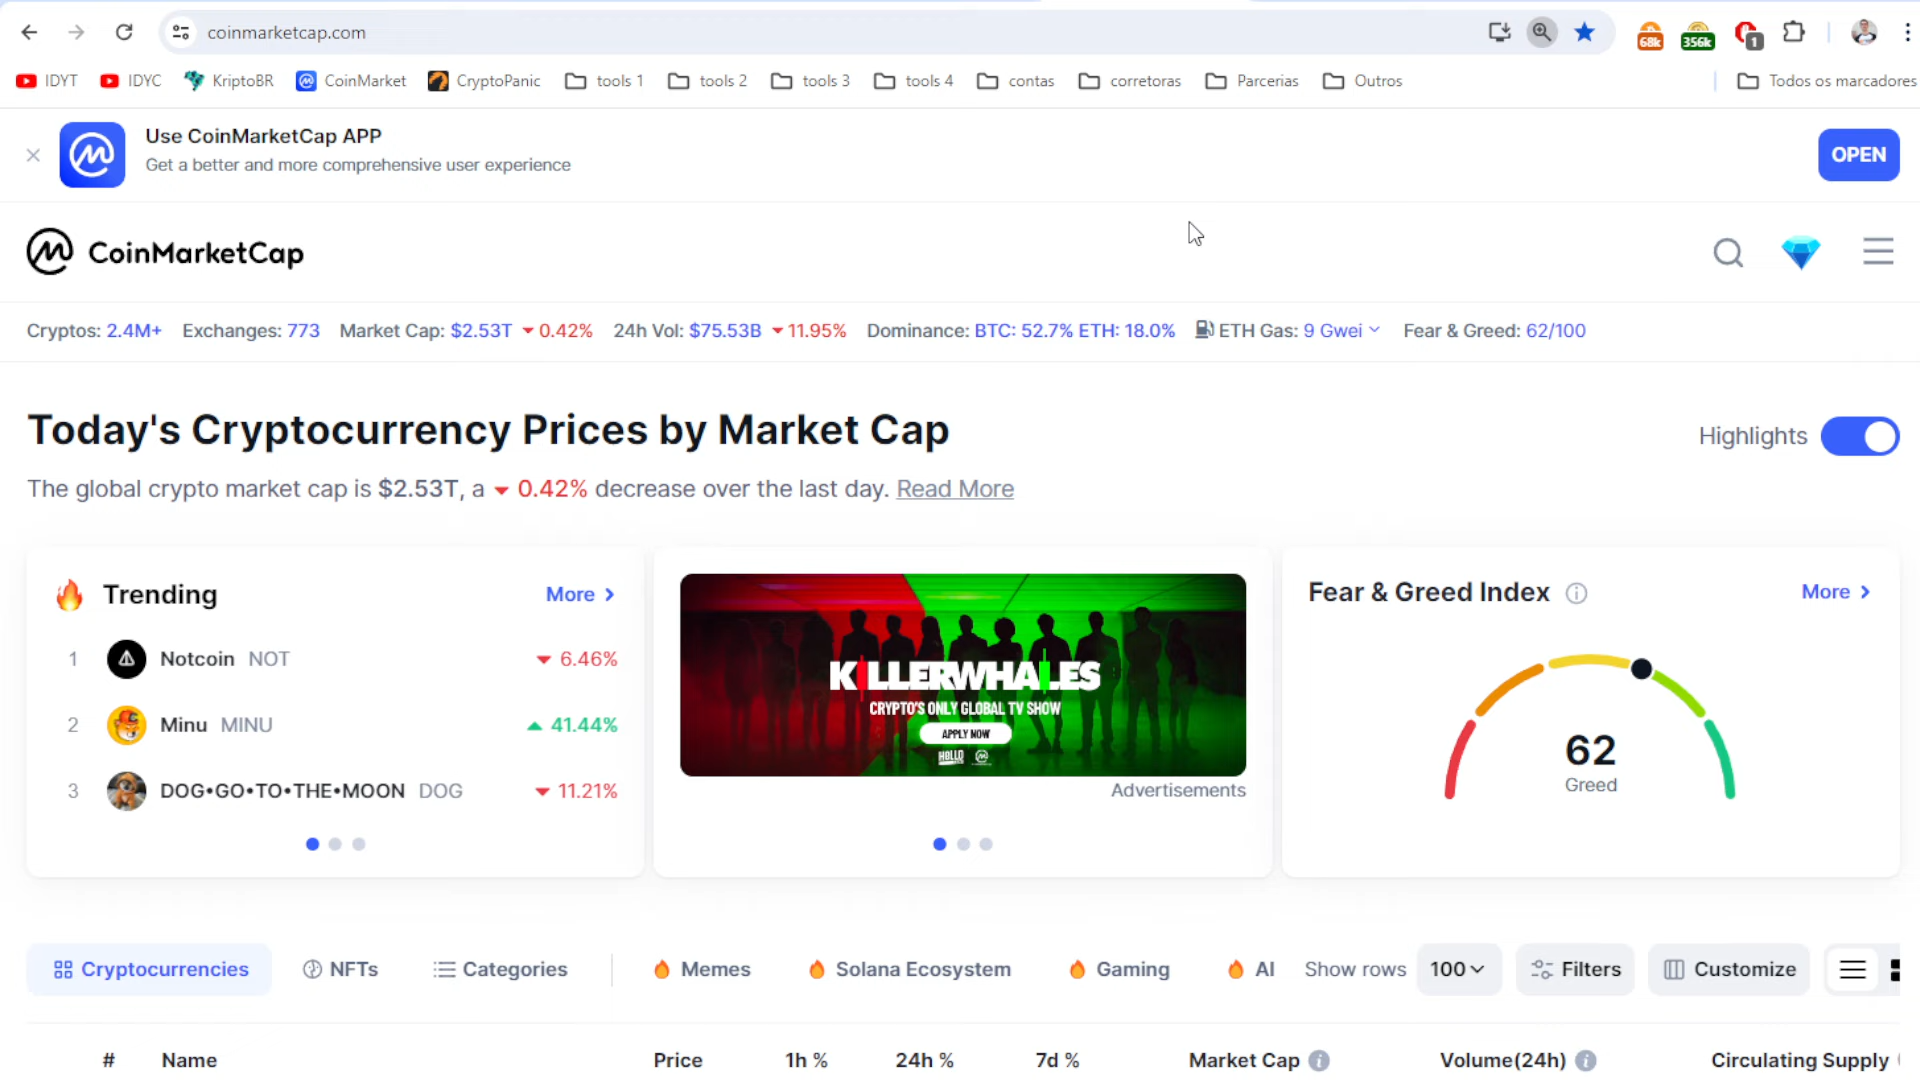 coinmarketcap.com
68k
356k
1
IDYT
IDYC
KriptoBR
CoinMarket
CryptoPanic
tools 1
tools 2
tools 3
tools 4
contas
corretoras
Parcerias
Outros
Todos os marcadores
Use CoinMarketCap APP
Get a better and more comprehensive user experience
OPEN
CoinMarketCap
Cryptos: 2.4M+ Exchanges: 773 Market Cap: $2.53T 0.42% 24h Vol: $75.53B 11.95% Dominance: BTC: 52.7% ETH: 18.0% ETH Gas: 9 Gwei Fear & Greed: 62/100
Today's Cryptocurrency Prices by Market Cap
Highlights
The global crypto market cap is $2.53T, a 0.42% decrease over the last day. Read More
Trending
More
1 Notcoin NOT 6.46%
2 Minu MINU 41.44%
3 DOG•GO•TO•THE•MOON DOG 11.21%
KILLERWHALES
CRYPTO'S ONLY GLOBAL TV SHOW
APPLY NOW
HELLO
Advertisements
Fear & Greed Index
More
62
Greed
Cryptocurrencies
NFTs
Categories
Memes
Solana Ecosystem
Gaming
AI
Show rows
100
Filters
Customize
# Name Price 1h % 24h % 7d % Market Cap Volume(24h) Circulating Supply